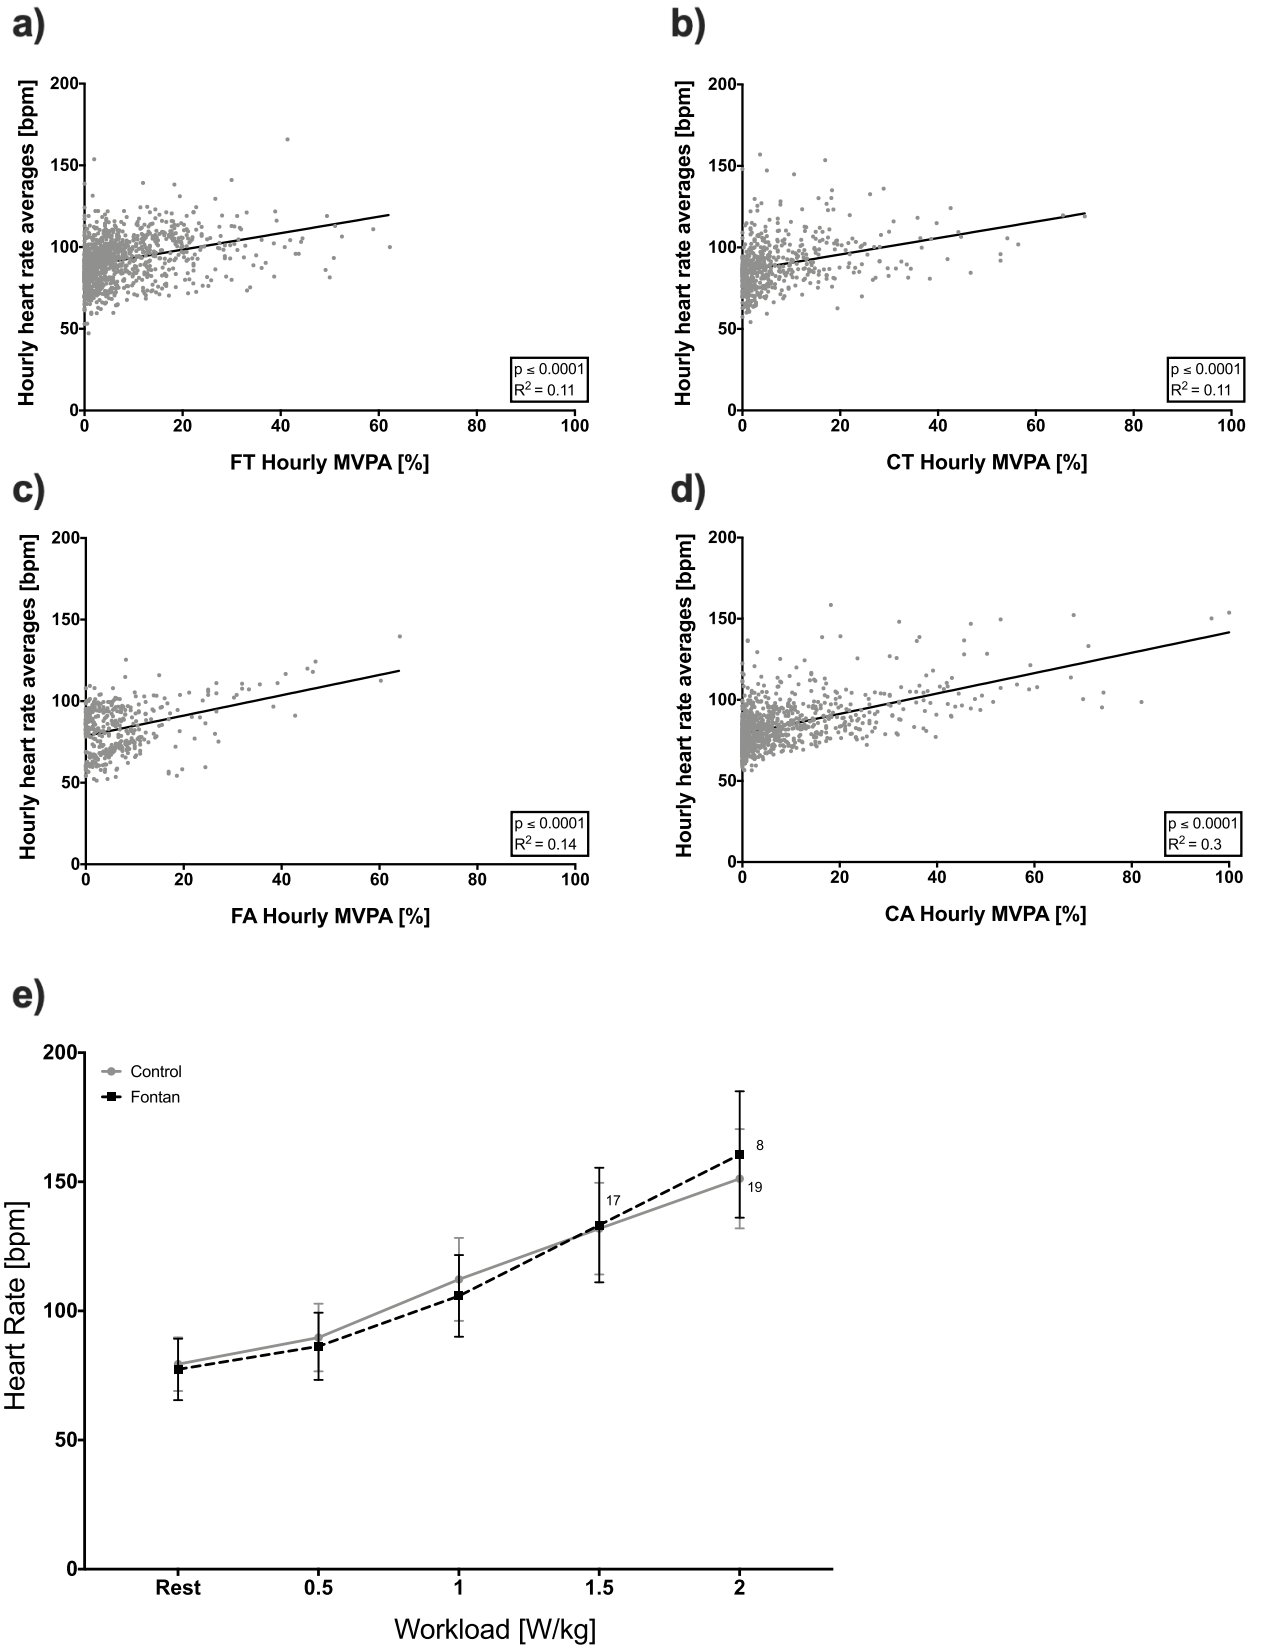 a)
200
150
100
50
0
Hourly heart rate averages [bpm]
0 20 40 60 80 100
FT Hourly MVPA [%]
p ≤ 0.0001
R² = 0.11
b)
200
150
100
50
0
Hourly heart rate averages [bpm]
0 20 40 60 80 100
CT Hourly MVPA [%]
p ≤ 0.0001
R² = 0.11
c)
200
150
100
50
0
Hourly heart rate averages [bpm]
0 20 40 60 80 100
FA Hourly MVPA [%]
p ≤ 0.0001
R² = 0.14
d)
200
150
100
50
0
Hourly heart rate averages [bpm]
0 20 40 60 80 100
CA Hourly MVPA [%]
p ≤ 0.0001
R² = 0.3
e)
200
150
100
50
0
Heart Rate [bpm]
Control
Fontan
17
8
19
Rest 0.5 1 1.5 2
Workload [W/kg]